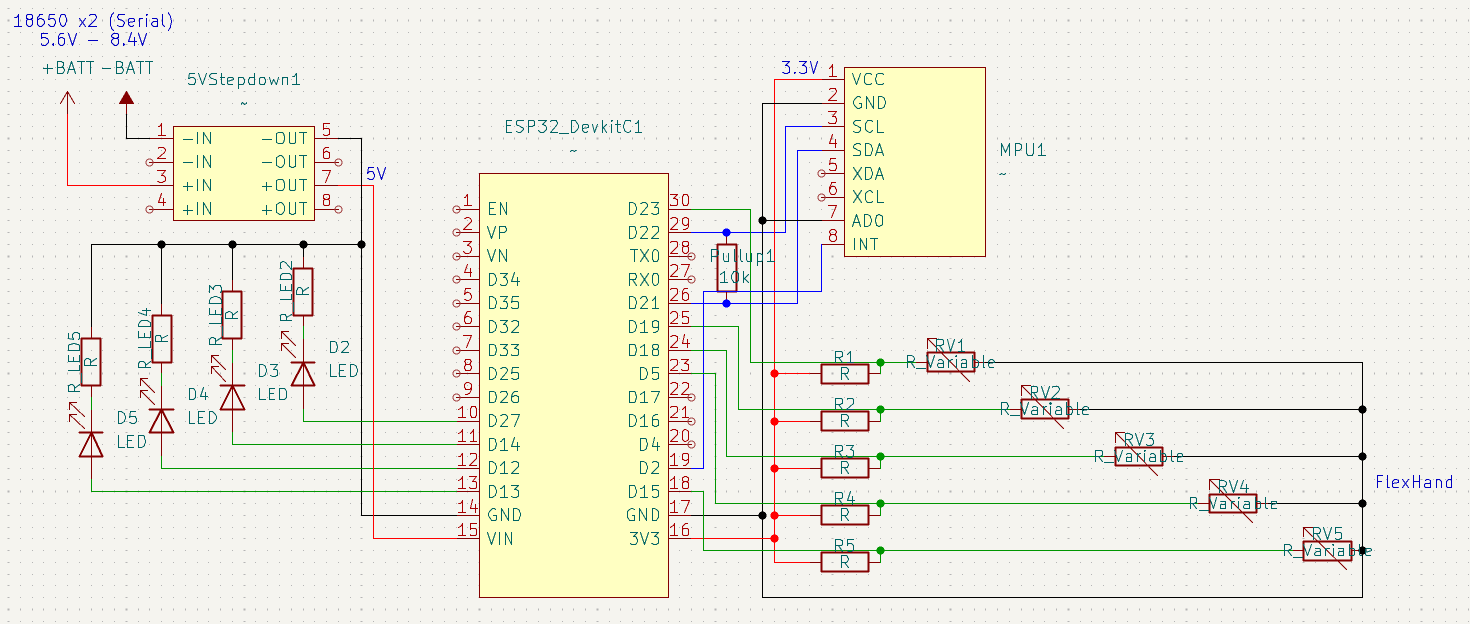 18650 x2 (Serial)
5.6V – 8.4V
+BATT -BATT
5VStepdown1
~
1 -IN -OUT 5
2 -IN -OUT 6
3 +IN +OUT 7
4 +IN +OUT 8
5V
ESP32_DevkitC1
~
1 EN D23 30
2 VP D22 29
3 VN TX0 28
4 D34 RX0 27
5 D35 D21 26
6 D32 D19 25
7 D33 D18 24
8 D25 D5 23
9 D26 D17 22
10 D27 D16 21
11 D14 D4 20
12 D12 D2 19
13 D13 D15 18
14 GND GND 17
15 VIN 3V3 16
3.3V
1 VCC
2 GND
3 SCL
4 SDA
5 XDA
6 XCL
7 ADO
8 INT
MPU1
~
Pullup1
10k
R_LED5
R
R_LED4
R
R_LED3
R
R_LED2
R
D2
LED
D3
LED
D4
LED
D5
LED
R1
R
R2
R
R3
R
R4
R
R5
R
RV1
R_Variable
RV2
R_Variable
RV3
R_Variable
RV4
R_Variable
RV5
R_Variable
FlexHand